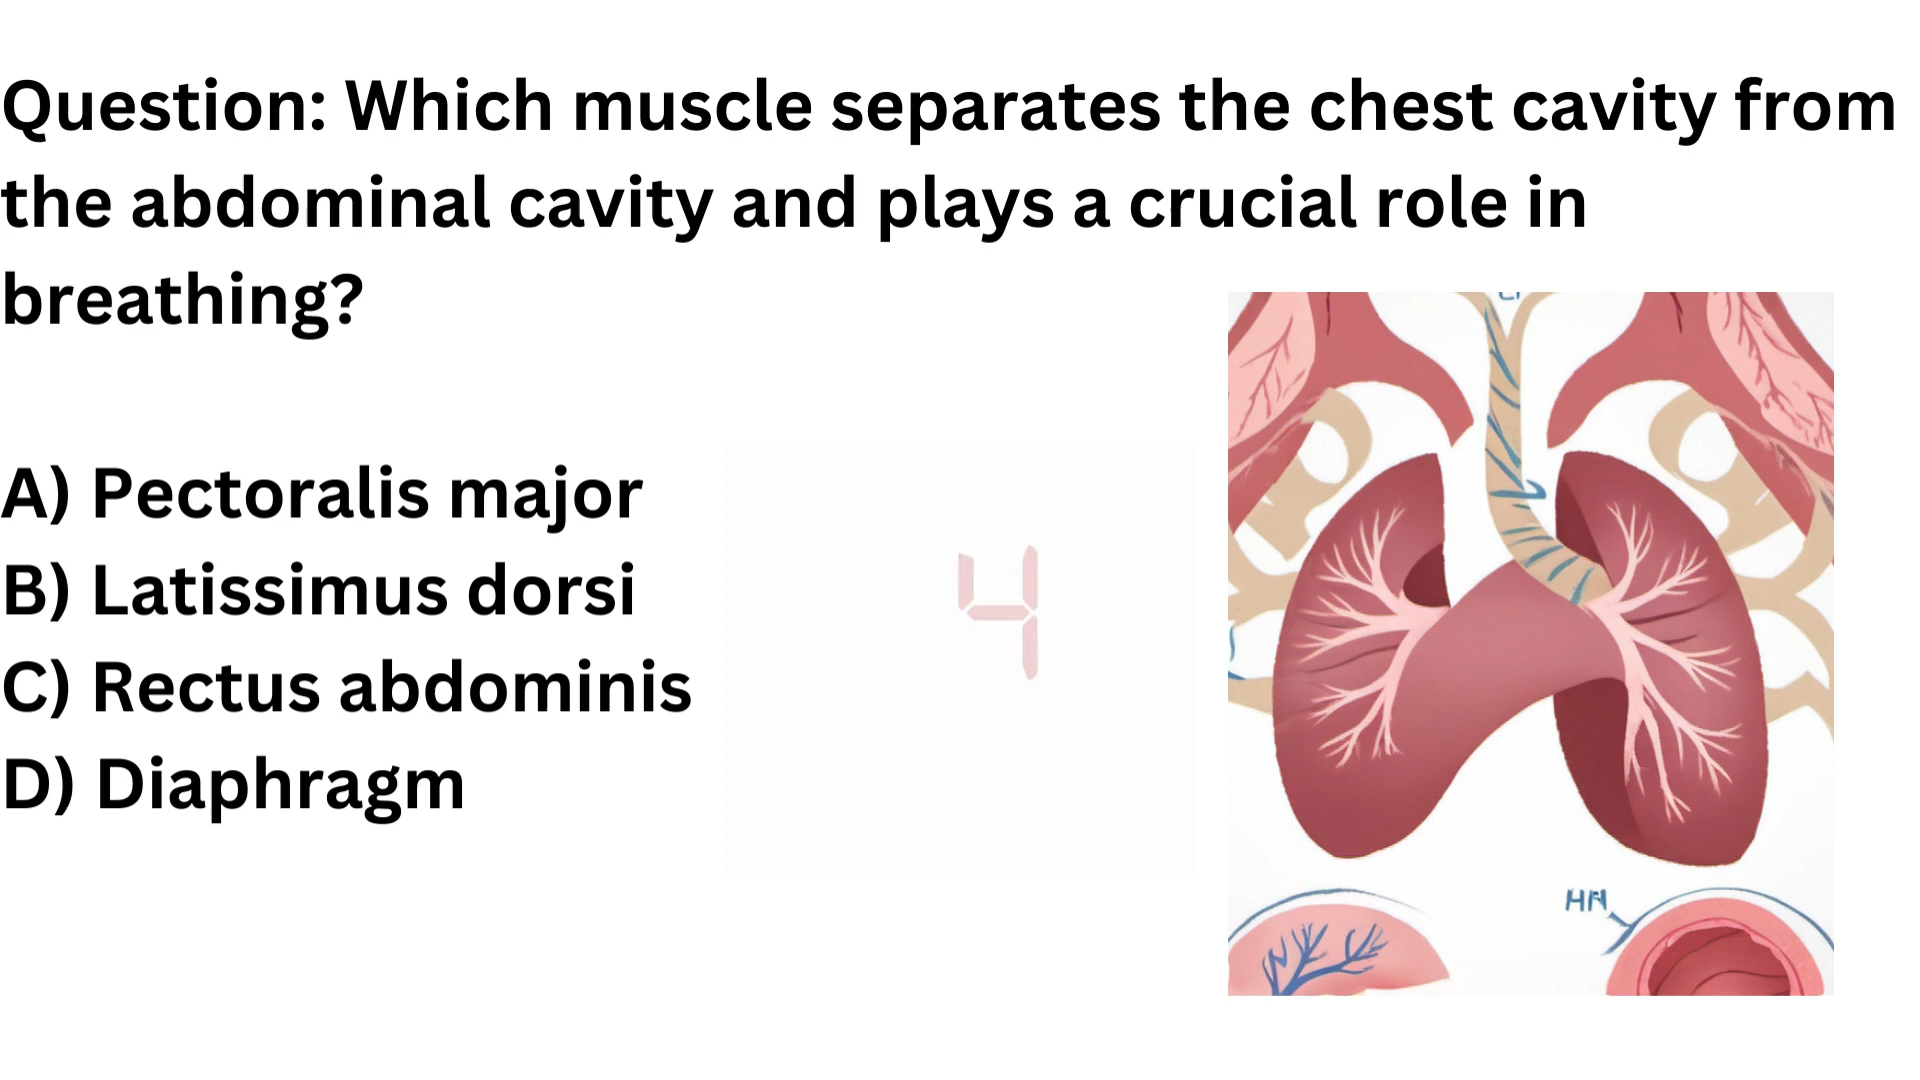 Question: Which muscle separates the chest cavity from
the abdominal cavity and plays a crucial role in
breathing?
A) Pectoralis major
B) Latissimus dorsi
C) Rectus abdominis
D) Diaphragm
4